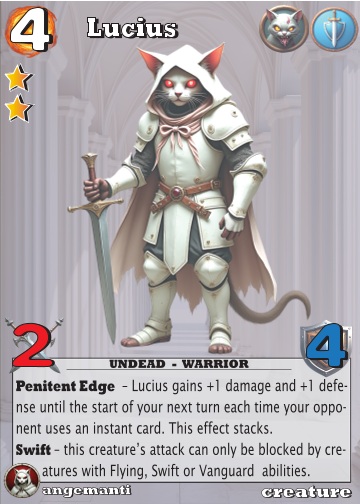 4 Lucius
2 4
UNDEAD - WARRIOR
Penitent Edge - Lucius gains +1 damage and +1 defe-
nse until the start of your next turn each time your oppo-
nent uses an instant card. This effect stacks.
Swift - this creature's attack can only be blocked by cre-
atures with Flying, Swift or Vanguard abilities.
angemanti creature